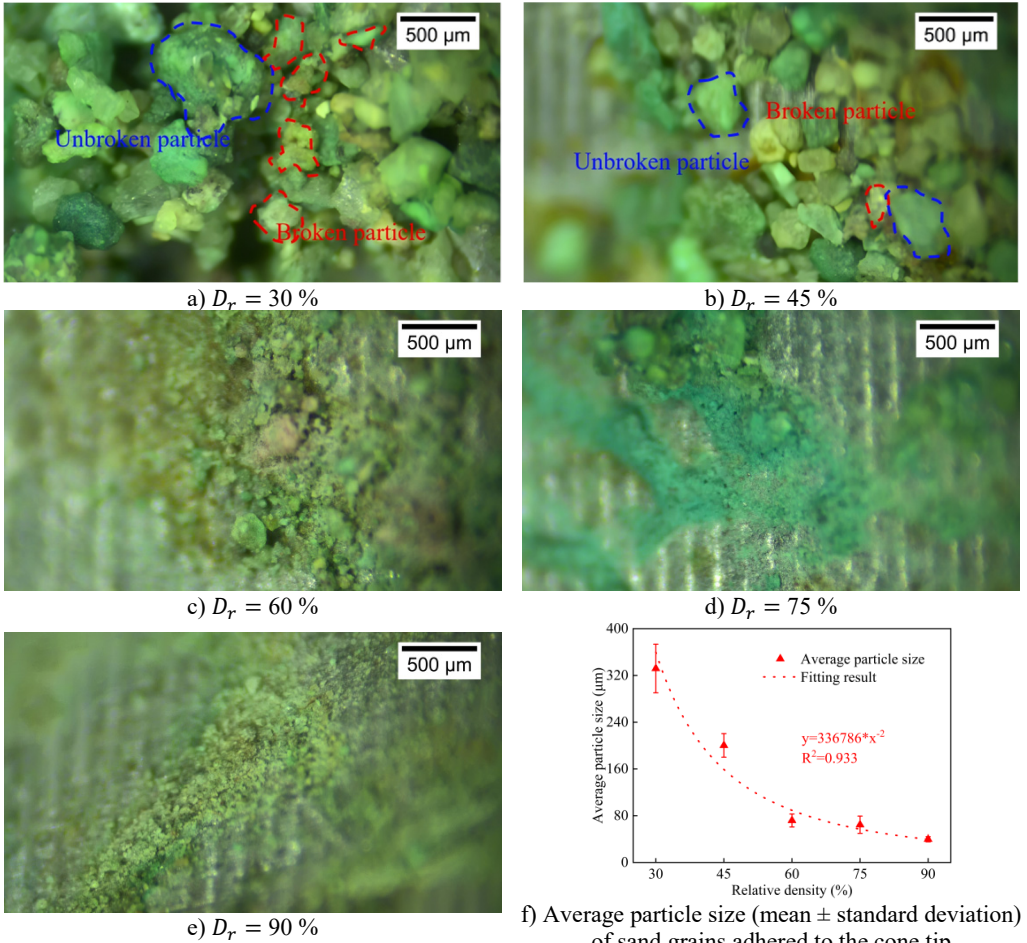 500 μm
Unbroken particle
Broken particle
a) D_r = 30 %
500 μm
Broken particle
Unbroken particle
b) D_r = 45 %
500 μm
c) D_r = 60 %
500 μm
d) D_r = 75 %
500 μm
e) D_r = 90 %
320
240
160
80
0
30 45 60 75 90
Average particle size (μm)
Relative density (%)
Average particle size
Fitting result
y=336786*x⁻²
R²=0.933
f) Average particle size (mean ± standard deviation)
of sand grains adhered to the cone tip